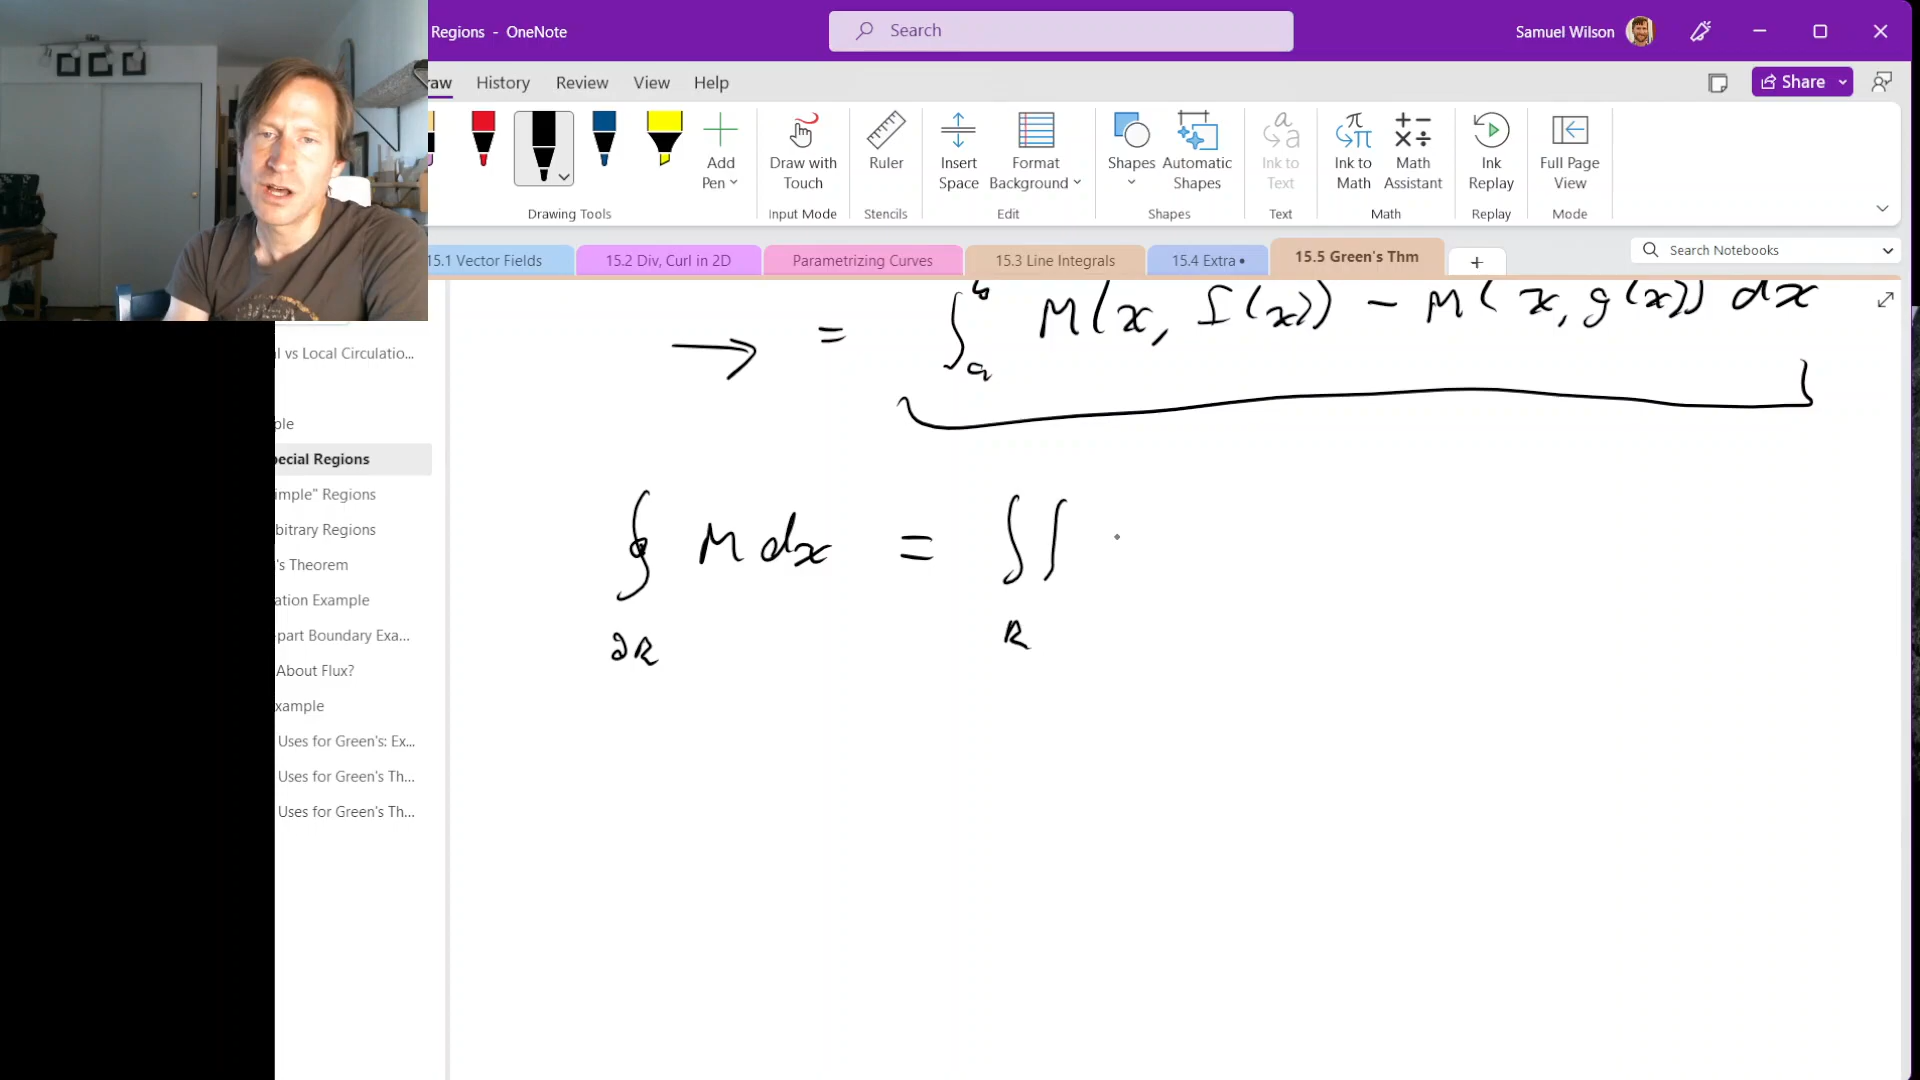 Regions - OneNote
Search
Samuel Wilson
aw History Review View Help
Share
Add Pen
Draw with Touch
Ruler
Insert Space
Format Background
Shapes
Automatic Shapes
Ink to Text
Ink to Math
Math Assistant
Ink Replay
Full Page View
Drawing Tools
Input Mode
Stencils
Edit
Shapes
Text
Math
Replay
Mode
15.1 Vector Fields
15.2 Div, Curl in 2D
Parametrizing Curves
15.3 Line Integrals
15.4 Extra •
15.5 Green's Thm
+
Search Notebooks
l vs Local Circulatio...
ple
pecial Regions
imple" Regions
bitrary Regions
's Theorem
ation Example
part Boundary Exa...
About Flux?
xample
Uses for Green's: Ex...
Uses for Green's Th...
Uses for Green's Th...
→ = ∫_a^b M(x, f(x)) - M(x, g(x)) dx
∮_∂R M dx = ∬_R